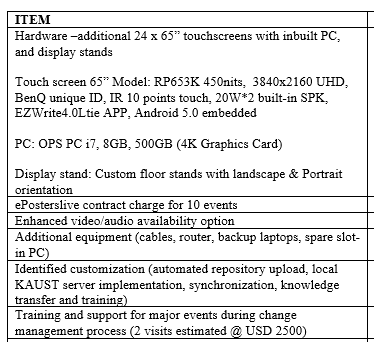 ITEM
Hardware –additional 24 x 65” touchscreens with inbuilt PC,
and display stands
Touch screen 65” Model: RP653K 450nits,  3840x2160 UHD,
BenQ unique ID, IR 10 points touch, 20W*2 built-in SPK,
EZWrite4.0Ltie APP, Android 5.0 embedded
PC: OPS PC i7, 8GB, 500GB (4K Graphics Card)
Display stand: Custom floor stands with landscape & Portrait
orientation
ePosterslive contract charge for 10 events
Enhanced video/audio availability option
Additional equipment (cables, router, backup laptops, spare slot-
in PC)
Identified customization (automated repository upload, local
KAUST server implementation, synchronization, knowledge
transfer and training)
Training and support for major events during change
management process (2 visits estimated @ USD 2500)